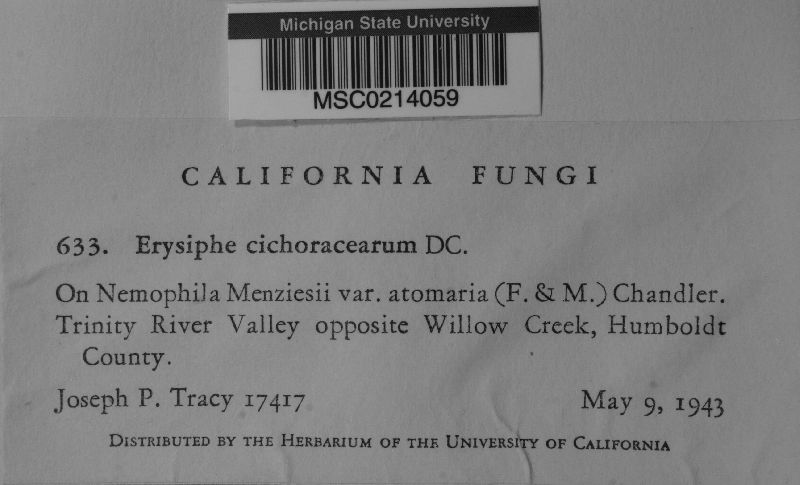 Michigan State University
MSC0214059
CALIFORNIA FUNGI
633. Erysiphe cichoracearum DC.
On Nemophila Menziesii var. atomaria (F. & M.) Chandler.
Trinity River Valley opposite Willow Creek, Humboldt
County.
Joseph P. Tracy 17417 May 9, 1943
DISTRIBUTED BY THE HERBARIUM OF THE UNIVERSITY OF CALIFORNIA